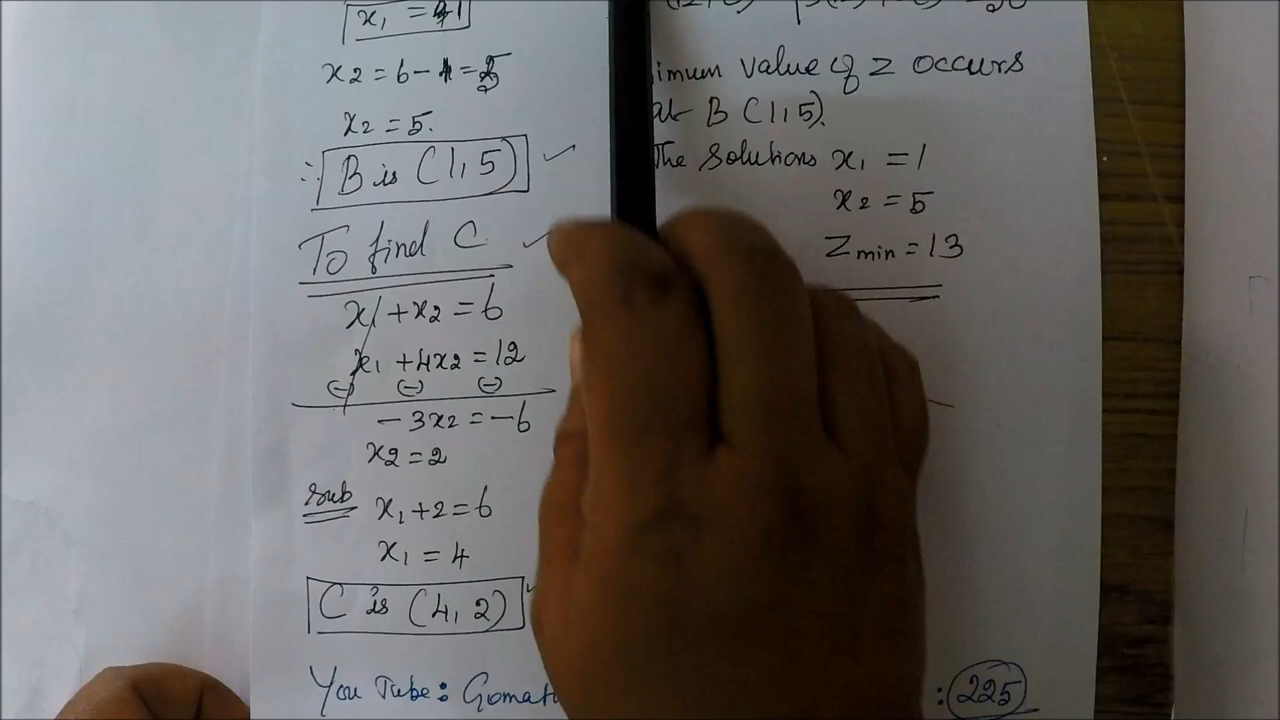 x1 = 1
x2 = 6 - 1 = 5
x2 = 5.
∴ B is (1, 5)
To find C
x1 + x2 = 6
x1 + 4x2 = 12
(-) (-) (-)
- 3x2 = - 6
x2 = 2
Sub x1 + 2 = 6
x1 = 4
C is (4, 2)
You Tube: Gomat
imum value of Z occurs
at B (1, 5).
The Solutions x1 = 1
x2 = 5
Zmin = 13
: 225